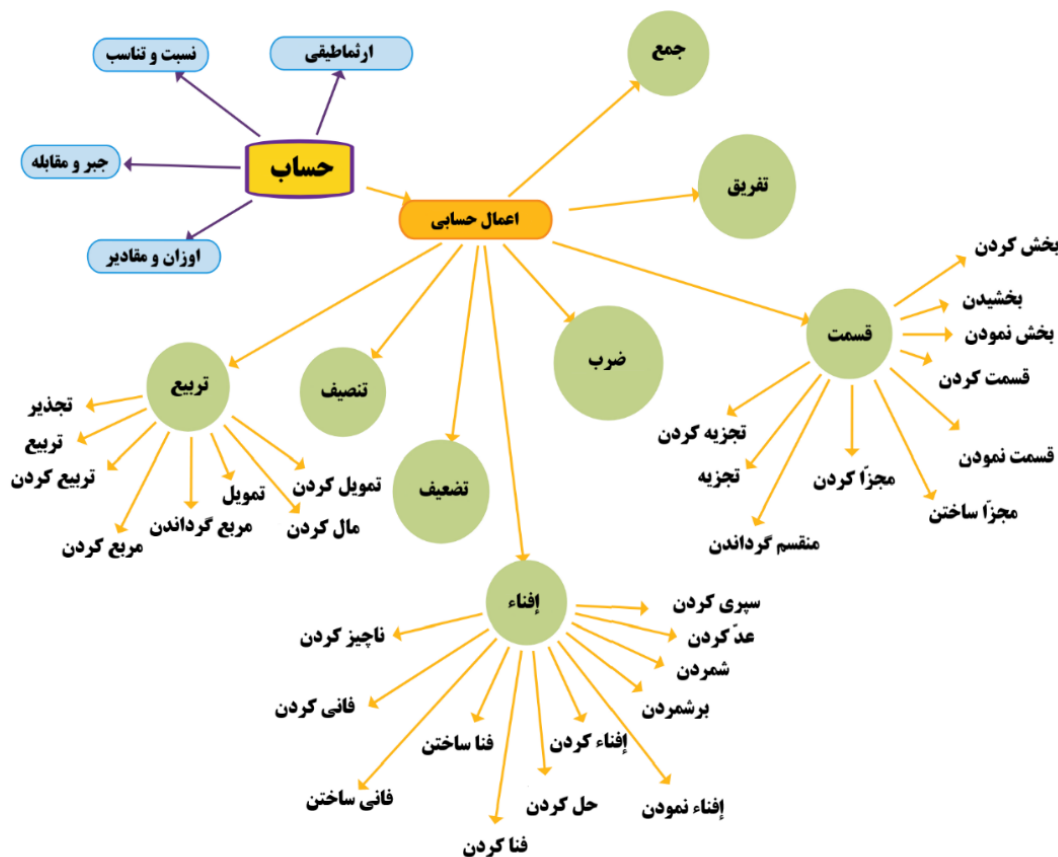 ارثماطیقی
نسبت و تناسب
جبر و مقابله
اوزان و مقادیر
حساب
اعمال حسابی
جمع
تفریق
قسمت
بخش کردن
بخشیدن
بخش نمودن
قسمت کردن
قسمت نمودن
مجزّا ساختن
مجزّا کردن
منقسم گرداندن
تجزیه
تجزیه کردن
ضرب
تضعیف
تنصیف
تربیع
تمویل کردن
مال کردن
تمویل
مربع گرداندن
مربع کردن
تربیع کردن
تربیع
تجذیر
إفناء
سپری کردن
عدّ کردن
شمردن
برشمردن
إفناء نمودن
إفناء کردن
حل کردن
فنا کردن
فنا ساختن
فانی ساختن
فانی کردن
ناچیز کردن